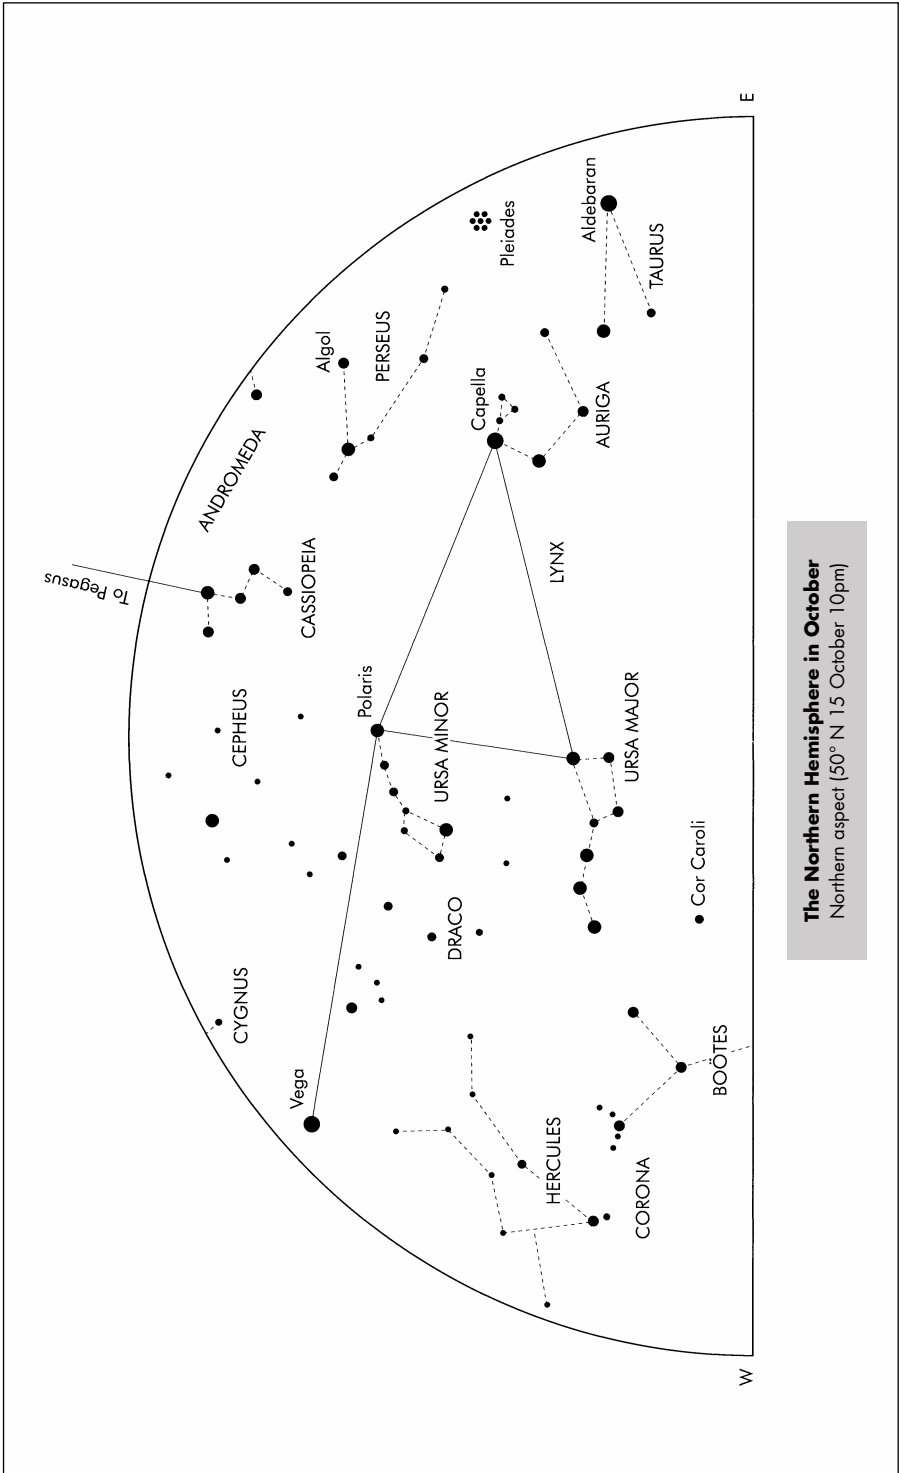 To Pegasus
ANDROMEDA
Algol
PERSEUS
Pleiades
Aldebaran
TAURUS
Capella
AURIGA
CASSIOPEIA
LYNX
CEPHEUS
Polaris
URSA MINOR
URSA MAJOR
Cor Caroli
DRACO
CYGNUS
Vega
HERCULES
BOOTES
CORONA
W
E
The Northern Hemisphere in October
Northern aspect (50° N 15 October 10pm)